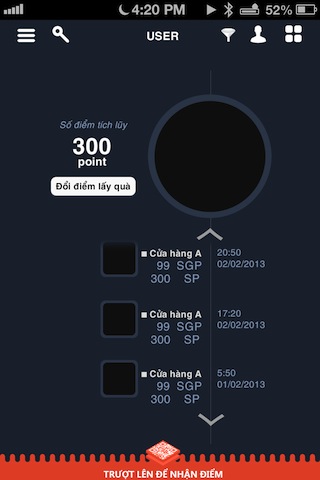 4:20 PM
52%
USER
Số điểm tích lũy
300
point
Đổi điểm lấy quà
Cửa hàng A
99 SGP
300 SP
20:50
02/02/2013
Cửa hàng A
99 SGP
300 SP
17:20
02/02/2013
Cửa hàng A
99 SGP
300 SP
5:50
01/02/2013
TRƯỢT LÊN ĐỂ NHẬN ĐIỂM